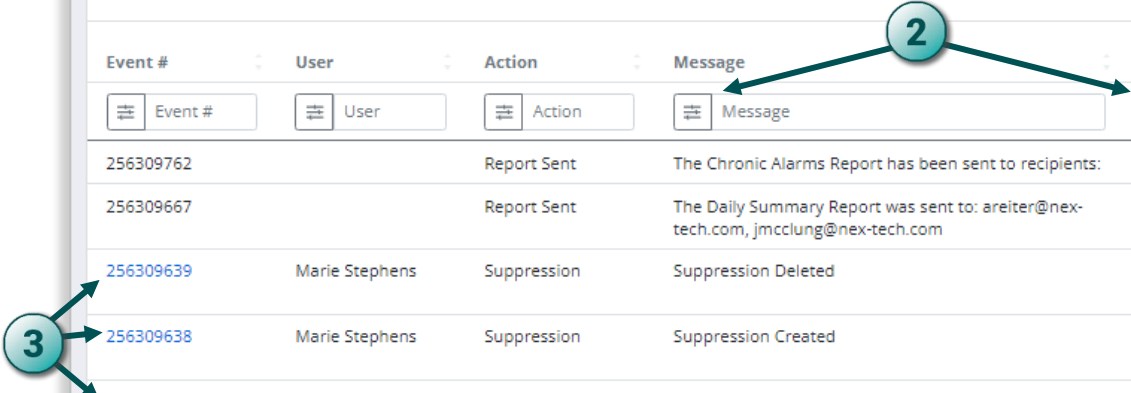 2
Event # User Action Message
Event # User Action Message
256309762 Report Sent The Chronic Alarms Report has been sent to recipients:
256309667 Report Sent The Daily Summary Report was sent to: areiter@nex-
tech.com, jmcclung@nex-tech.com
256309639 Marie Stephens Suppression Suppression Deleted
3
256309638 Marie Stephens Suppression Suppression Created